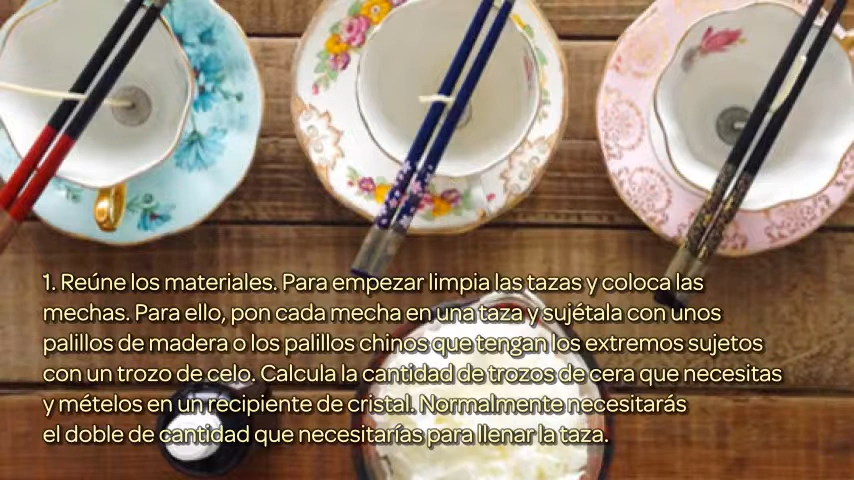 1. Reúne los materiales. Para empezar limpia las tazas y coloca las
mechas. Para ello, pon cada mecha en una taza y sujétala con unos
palillos de madera o los palillos chinos que tengan los extremos sujetos
con un trozo de celo. Calcula la cantidad de trozos de cera que necesitas
y mételos en un recipiente de cristal. Normalmente necesitarás
el doble de cantidad que necesitarías para llenar la taza.